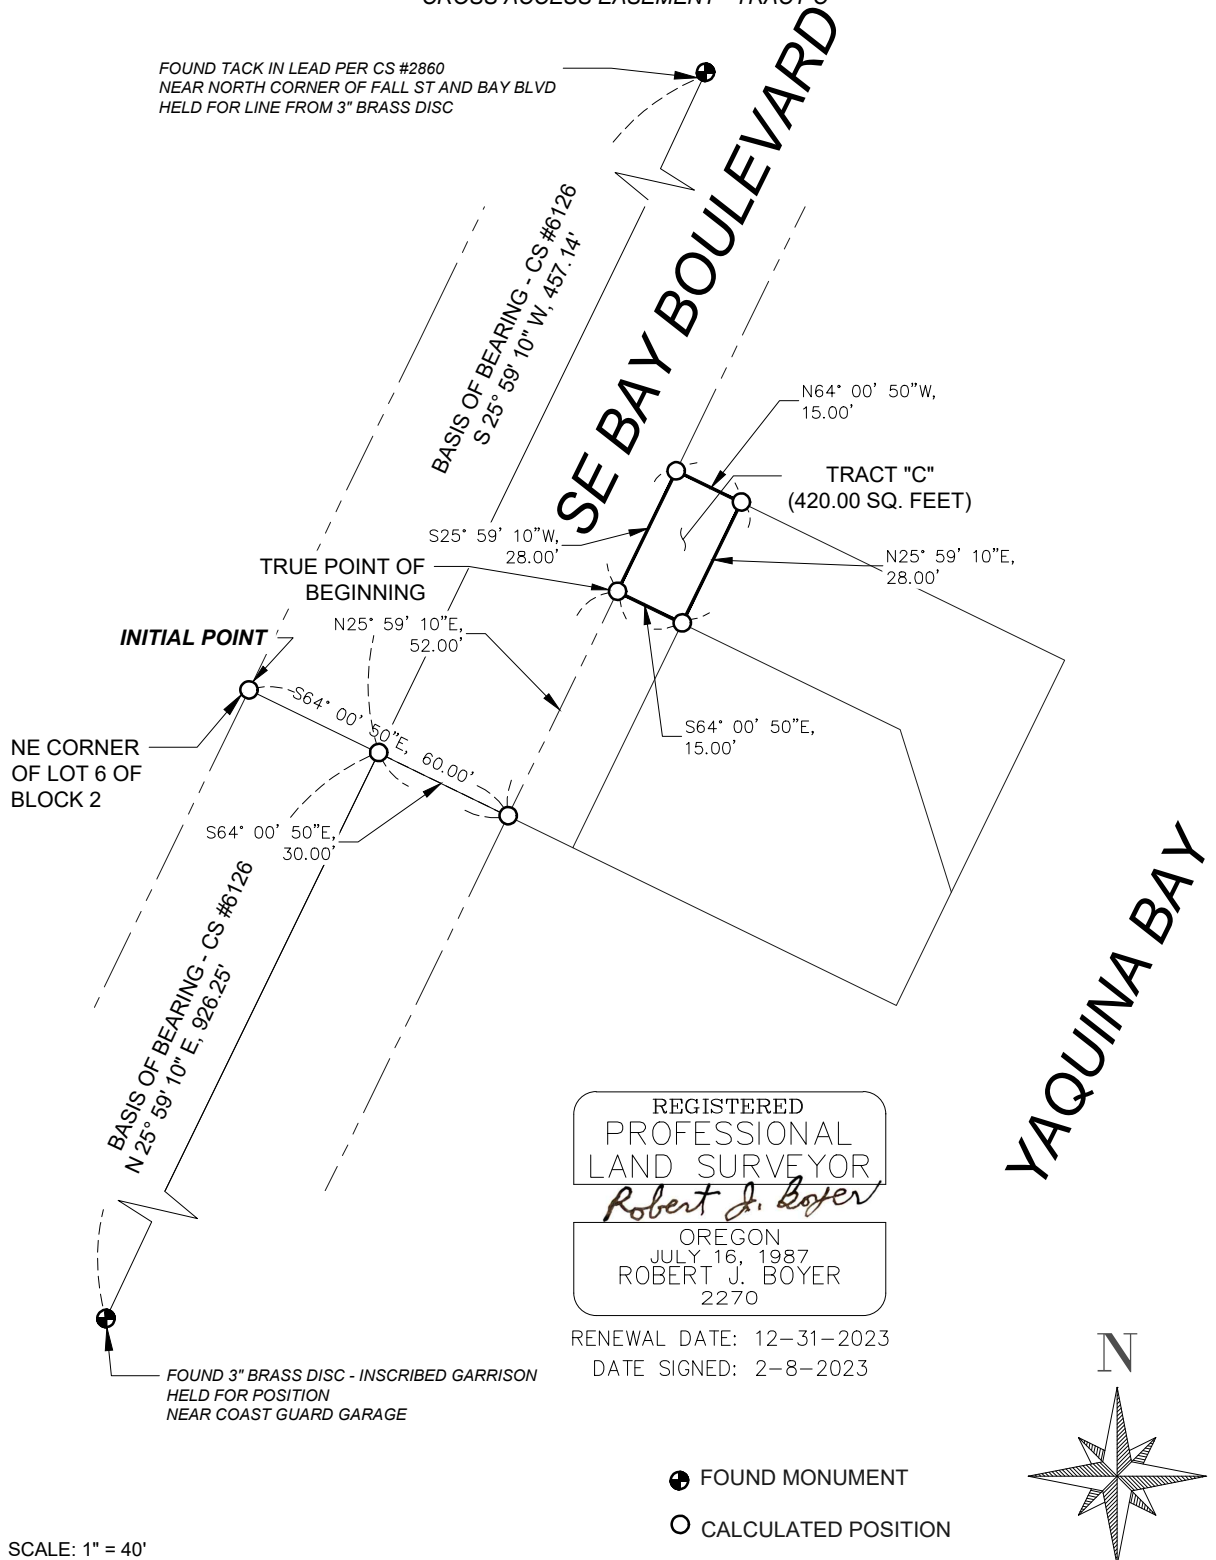 CROSS ACCESS EASEMENT - TRACT C
FOUND TACK IN LEAD PER CS #2860
NEAR NORTH CORNER OF FALL ST AND BAY BLVD
HELD FOR LINE FROM 3" BRASS DISC
BASIS OF BEARING - CS #6126
S 25° 59' 10" W, 457.14'
SE BAY BOULEVARD
N64° 00' 50"W,
15.00'
TRACT "C"
(420.00 SQ. FEET)
S25° 59' 10"W,
28.00'
N25° 59' 10"E,
28.00'
TRUE POINT OF
BEGINNING
N25° 59' 10"E,
52.00'
INITIAL POINT
S64° 00' 50"E, 60.00'
S64° 00' 50"E,
15.00'
NE CORNER
OF LOT 6 OF
BLOCK 2
S64° 00' 50"E,
30.00'
BASIS OF BEARING - CS #6126
N 25° 59' 10" E, 926.25'
YAQUINA BAY
REGISTERED
PROFESSIONAL
LAND SURVEYOR
Robert J. Boyer
OREGON
JULY 16, 1987
ROBERT J. BOYER
2270
RENEWAL DATE: 12-31-2023
DATE SIGNED: 2-8-2023
FOUND 3" BRASS DISC - INSCRIBED GARRISON
HELD FOR POSITION
NEAR COAST GUARD GARAGE
N
FOUND MONUMENT
CALCULATED POSITION
SCALE: 1" = 40'